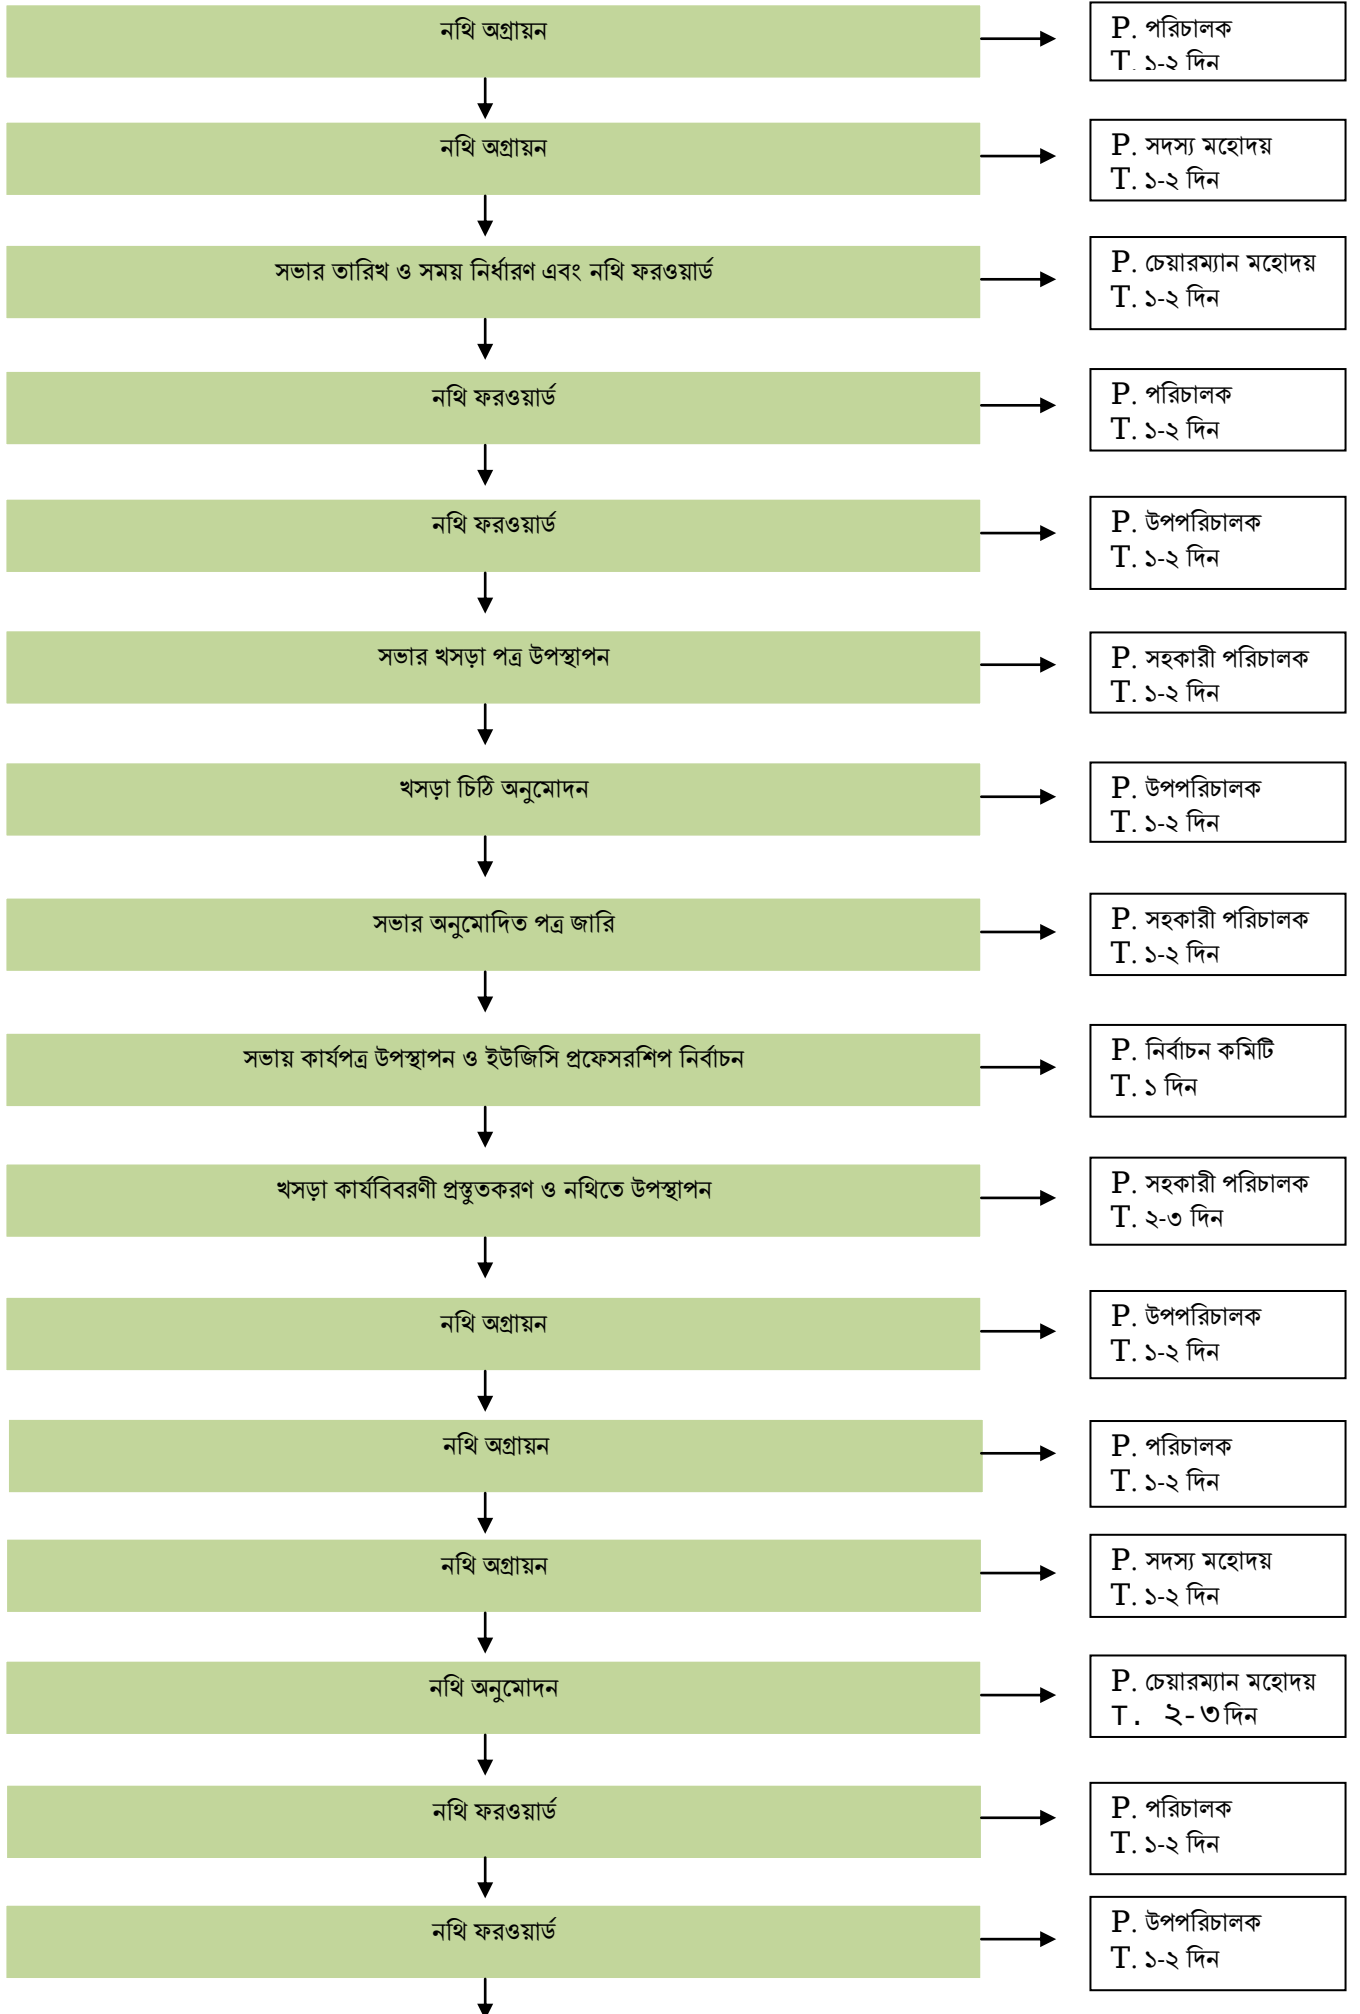 নথি অগ্রায়ন
P. পরিচালক
T. ১-২ দিন
নথি অগ্রায়ন
P. সদস্য মহোদয়
T. ১-২ দিন
সভার তারিখ ও সময় নির্ধারণ এবং নথি ফরওয়ার্ড
P. চেয়ারম্যান মহোদয়
T. ১-২ দিন
নথি ফরওয়ার্ড
P. পরিচালক
T. ১-২ দিন
নথি ফরওয়ার্ড
P. উপপরিচালক
T. ১-২ দিন
সভার খসড়া পত্র উপস্থাপন
P. সহকারী পরিচালক
T. ১-২ দিন
খসড়া চিঠি অনুমোদন
P. উপপরিচালক
T. ১-২ দিন
সভার অনুমোদিত পত্র জারি
P. সহকারী পরিচালক
T. ১-২ দিন
সভায় কার্যপত্র উপস্থাপন ও ইউজিসি প্রফেসরশিপ নির্বাচন
P. নির্বাচন কমিটি
T. ১ দিন
খসড়া কার্যবিবরণী প্রস্তুতকরণ ও নথিতে উপস্থাপন
P. সহকারী পরিচালক
T. ২-৩ দিন
নথি অগ্রায়ন
P. উপপরিচালক
T. ১-২ দিন
নথি অগ্রায়ন
P. পরিচালক
T. ১-২ দিন
নথি অগ্রায়ন
P. সদস্য মহোদয়
T. ১-২ দিন
নথি অনুমোদন
P. চেয়ারম্যান মহোদয়
T. ২-৩ দিন
নথি ফরওয়ার্ড
P. পরিচালক
T. ১-২ দিন
নথি ফরওয়ার্ড
P. উপপরিচালক
T. ১-২ দিন